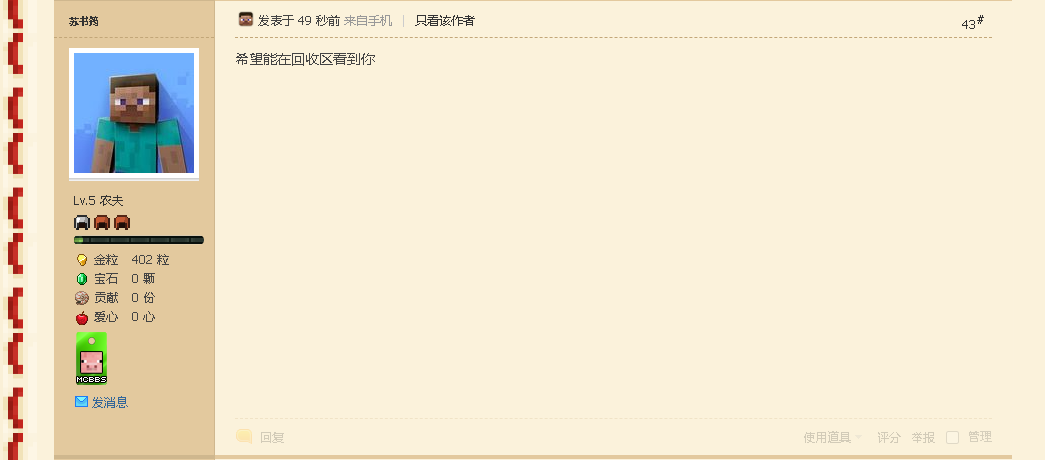 苏书筠
发表于 49 秒前 来自手机 | 只看该作者
43#
希望能在回收区看到你
Lv.5 农夫
金粒 402 粒
宝石 0 颗
贡献 0 份
爱心 0 心
MCBBS
发消息
回复
使用道具 评分 举报 管理